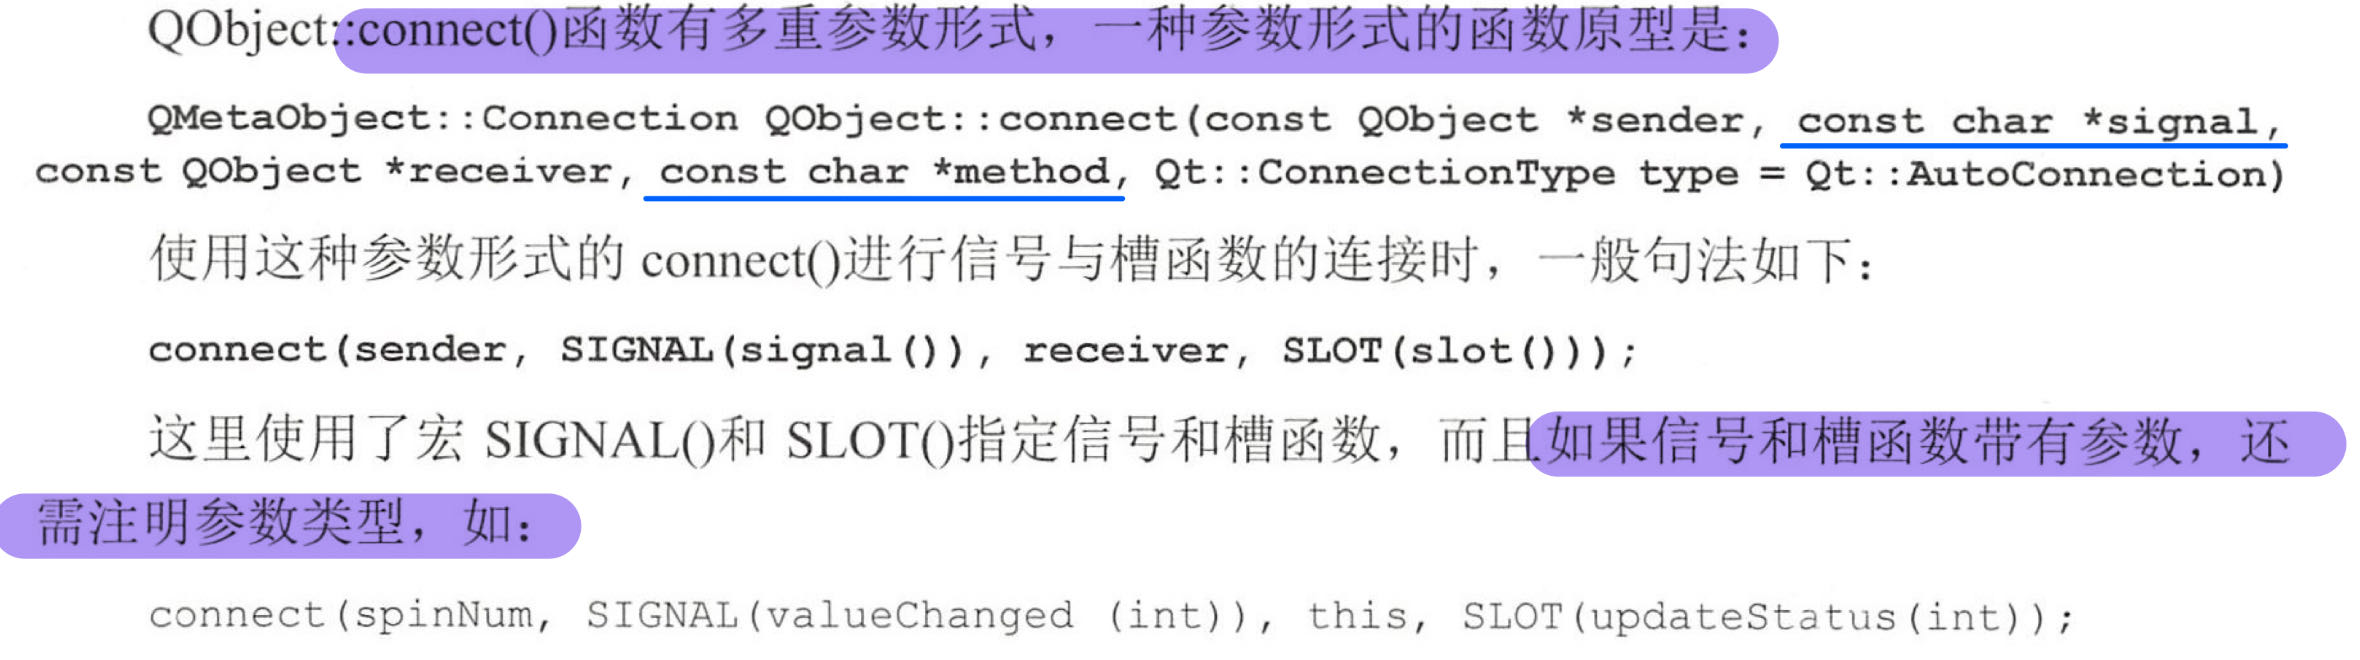 QObject::connect()函数有多重参数形式，一种参数形式的函数原型是：
QMetaObject::Connection QObject::connect(const QObject *sender, const char *signal,
const QObject *receiver, const char *method, Qt::ConnectionType type = Qt::AutoConnection)
使用这种参数形式的 connect()进行信号与槽函数的连接时，一般句法如下：
connect(sender, SIGNAL(signal()), receiver, SLOT(slot()));
这里使用了宏 SIGNAL()和 SLOT()指定信号和槽函数，而且如果信号和槽函数带有参数，还
需注明参数类型，如：
connect(spinNum, SIGNAL(valueChanged (int)), this, SLOT(updateStatus(int));